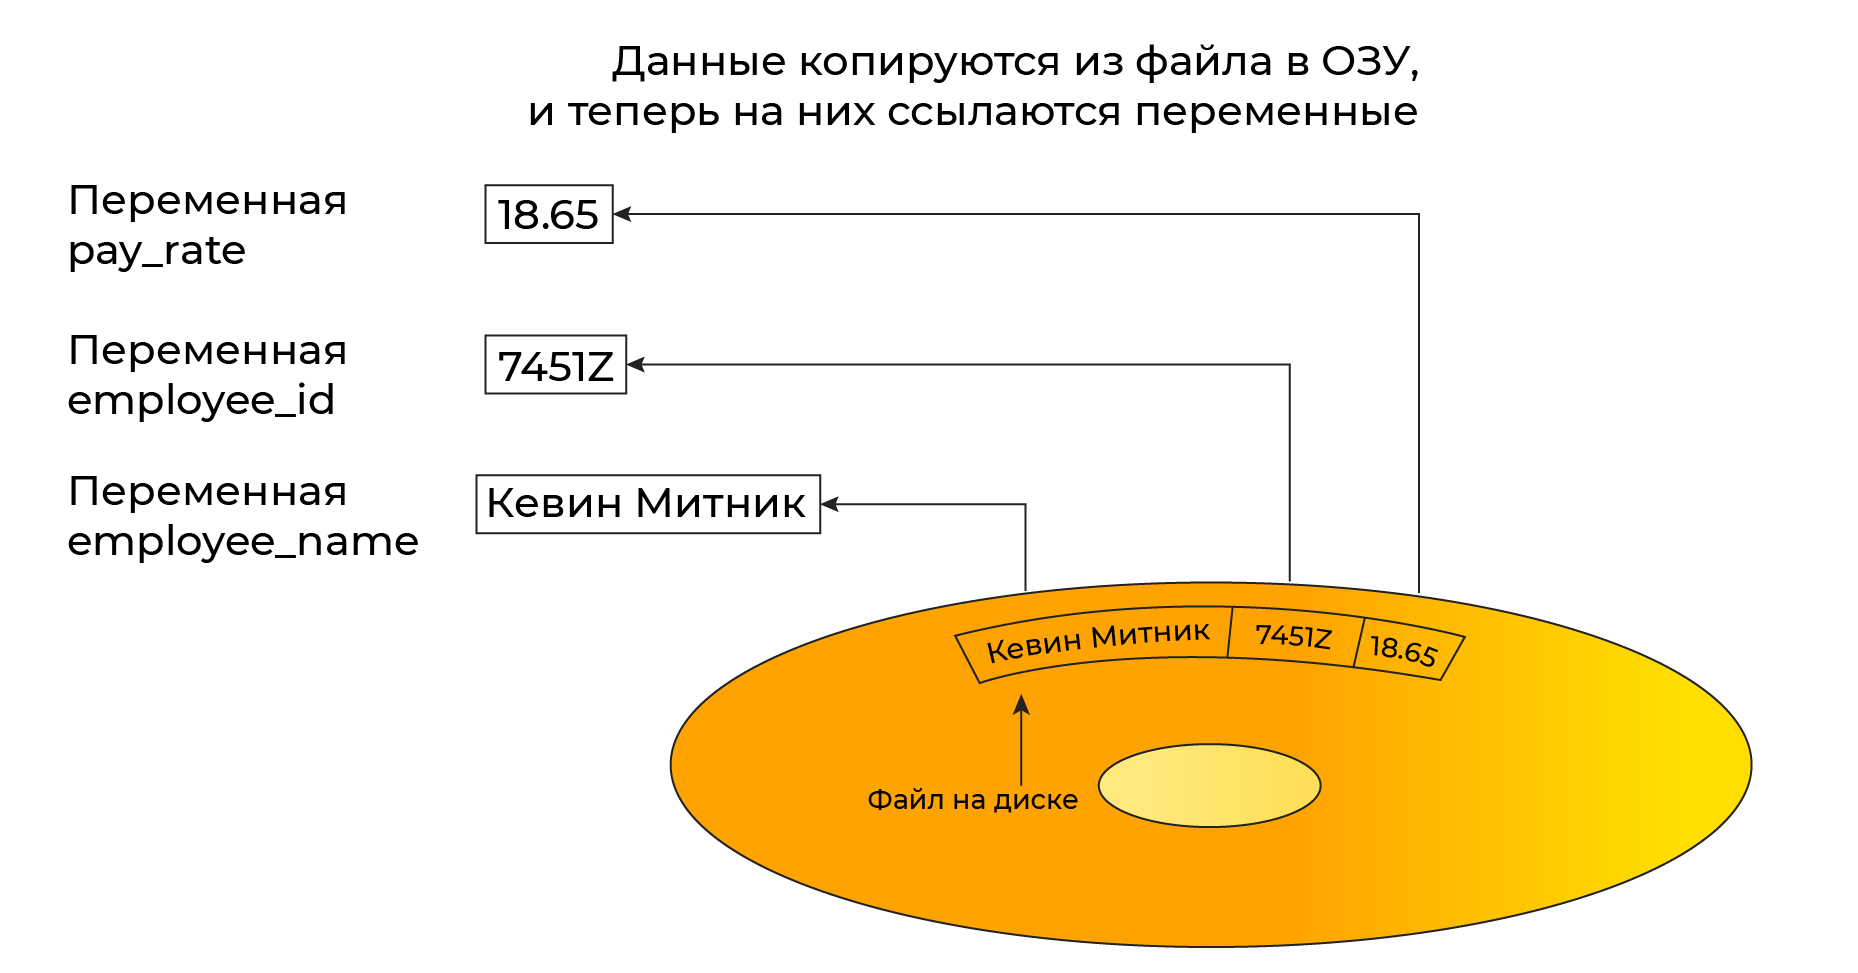 Данные копируются из файла в ОЗУ,
и теперь на них ссылаются переменные
Переменная
pay_rate
18.65
Переменная
employee_id
7451Z
Переменная
employee_name
Кевин Митник
Кевин Митник 7451Z 18.65
Файл на диске